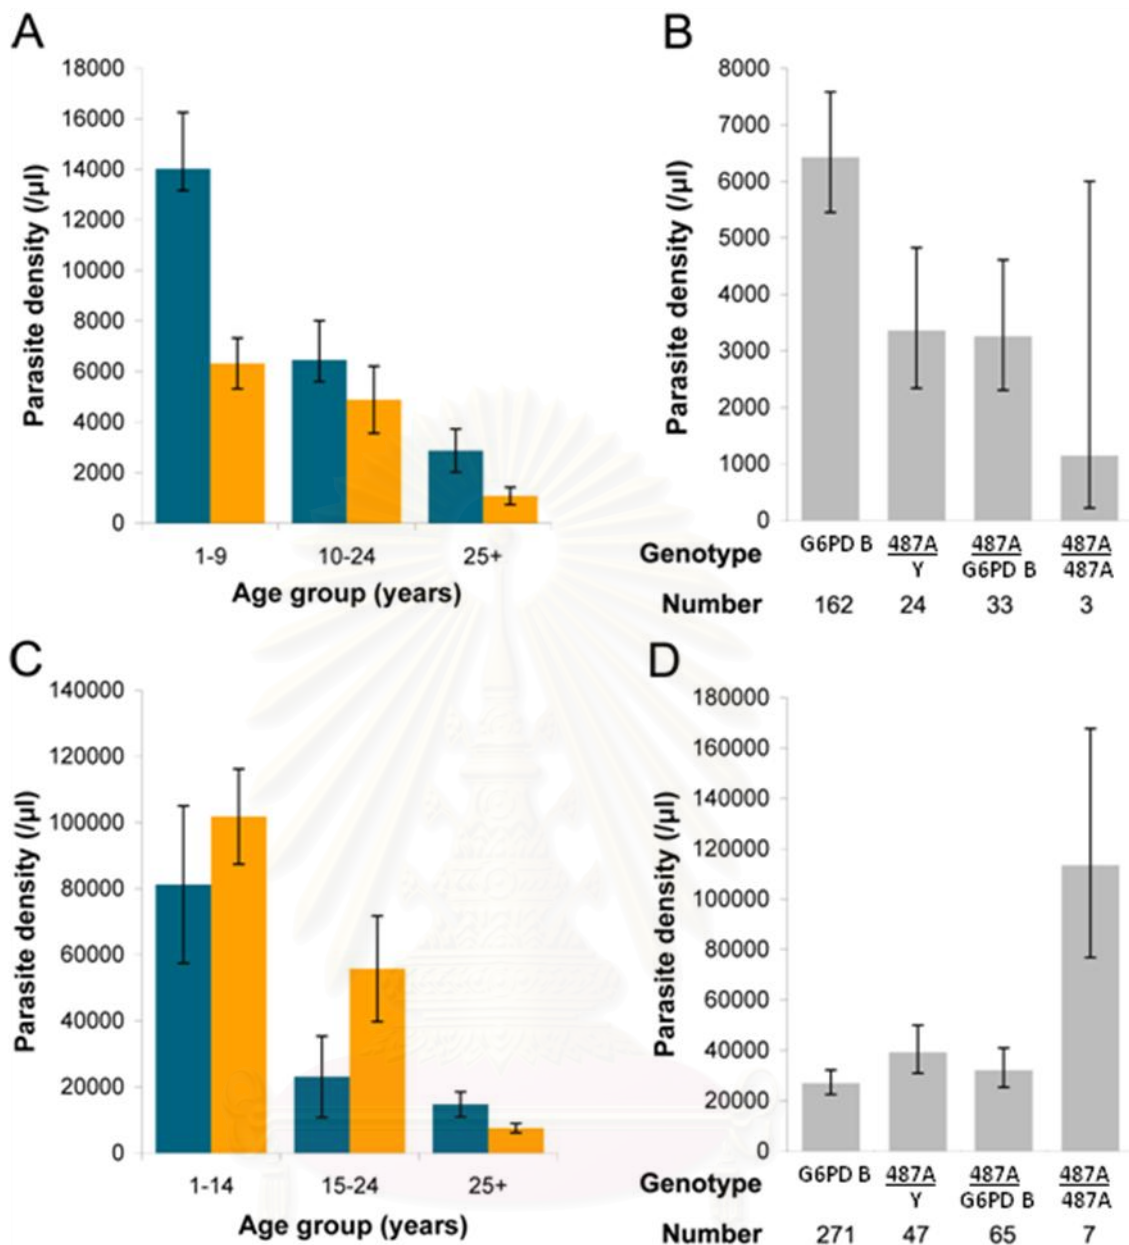 A
Parasite density (/µl)
18000
16000
14000
12000
10000
8000
6000
4000
2000
0
1-9 10-24 25+
Age group (years)
B
Parasite density (/µl)
8000
7000
6000
5000
4000
3000
2000
1000
0
Genotype G6PD B 487A 487A 487A
Y G6PD B 487A
Number 162 24 33 3
C
Parasite density (/µl)
140000
120000
100000
80000
60000
40000
20000
0
1-14 15-24 25+
Age group (years)
D
Parasite density (/µl)
180000
160000
140000
120000
100000
80000
60000
40000
20000
0
Genotype G6PD B 487A 487A 487A
Y G6PD B 487A
Number 271 47 65 7